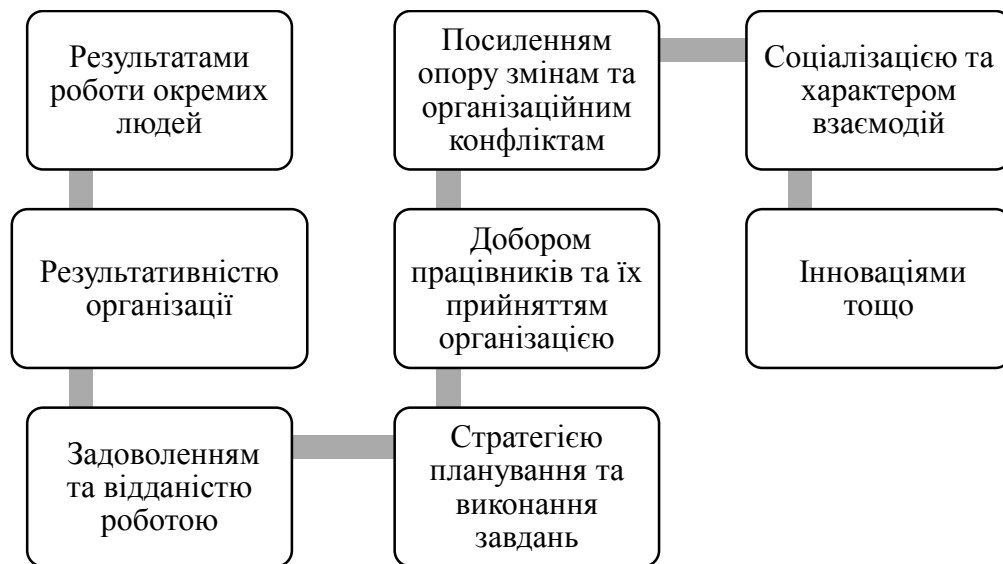 Результатами
роботи окремих
людей
Результативністю
організації
Задоволенням
та відданістю
роботою
Стратегією
планування та
виконання
завдань
Добором
працівників та їх
прийняттям
організацією
Посиленням
опору змінам та
організаційним
конфліктам
Соціалізацією та
характером
взаємодій
Інноваціями
тощо